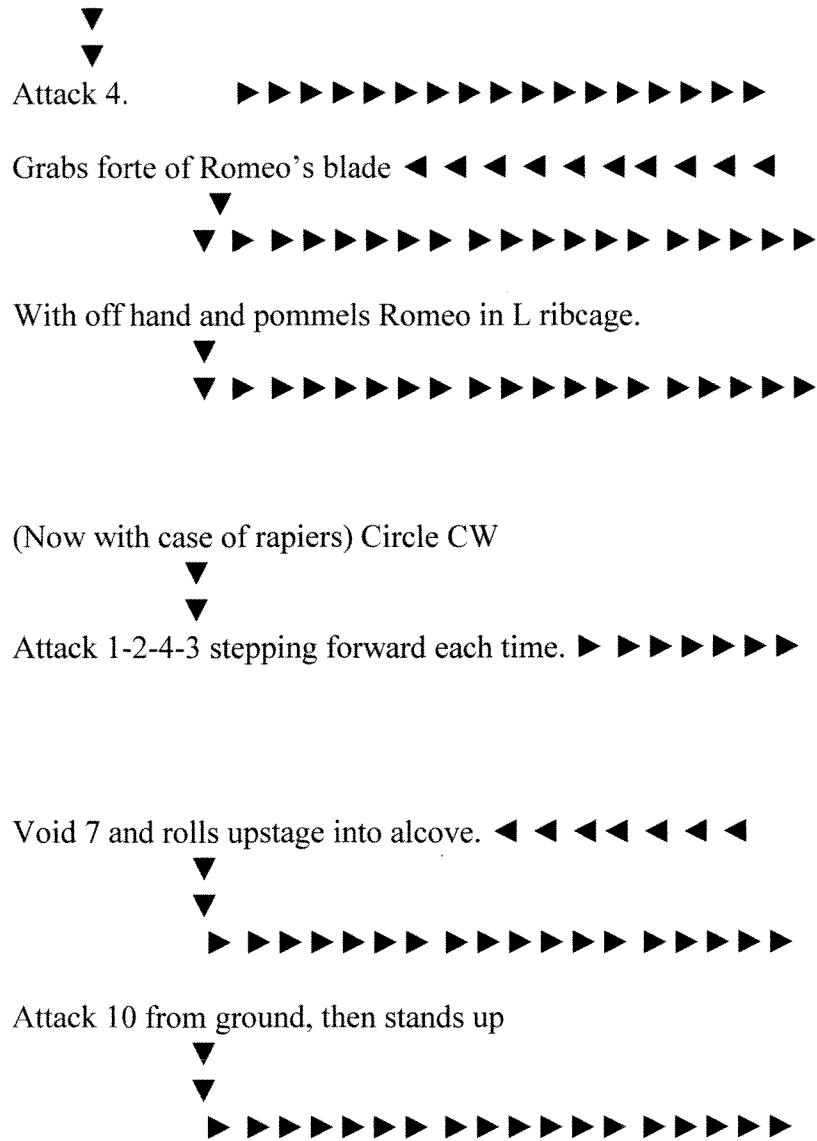 Attack 4.
Grabs forte of Romeo’s blade
With off hand and pommels Romeo in L ribcage.
(Now with case of rapiers) Circle CW
Attack 1-2-4-3 stepping forward each time.
Void 7 and rolls upstage into alcove.
Attack 10 from ground, then stands up